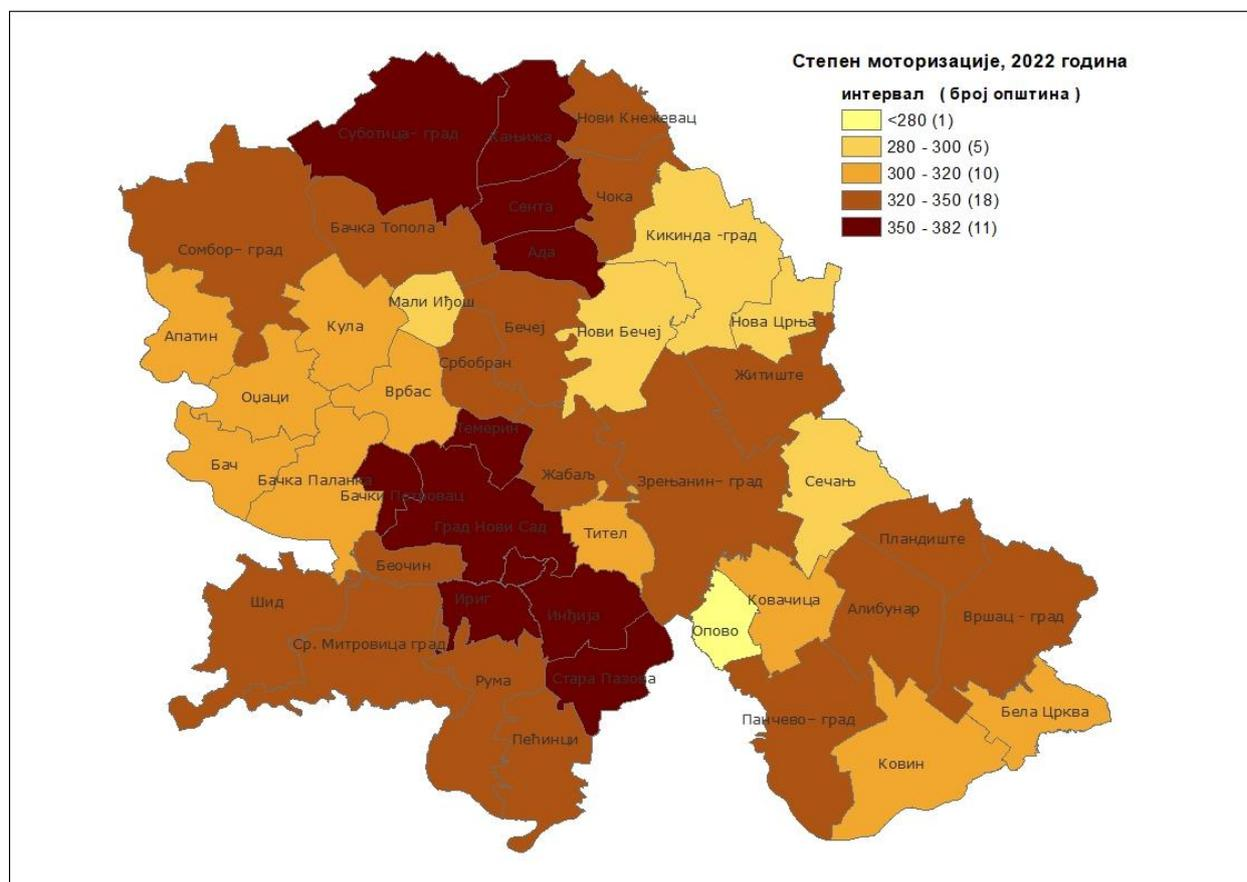 Степен моторизације, 2022 година
интервал ( број општина )
<280 (1)
280 - 300 (5)
300 - 320 (10)
320 - 350 (18)
350 - 382 (11)
Нови Кнежевац
Суботица- град
Кањижа
Чока
Сента
Бачка Топола
Кикинда -град
Сомбор- град
Ада
Мали Иђош
Бечеј
Нови Бечеј
Нова Црња
Кула
Апатин
Србобран
Житиште
Врбас
Оџаци
Темерин
Бач
Бачка Паланка
Жабаљ
Зрењанин- град
Сечањ
Бачки Петровац
Град Нови Сад
Тител
Пландиште
Беочин
Ириг
Ковачица
Шид
Инђија
Алибунар
Вршац - град
Опово
Ср. Митровица град
Рума
Стара Пазова
Бела Црква
Панчево- град
Пећинци
Ковин